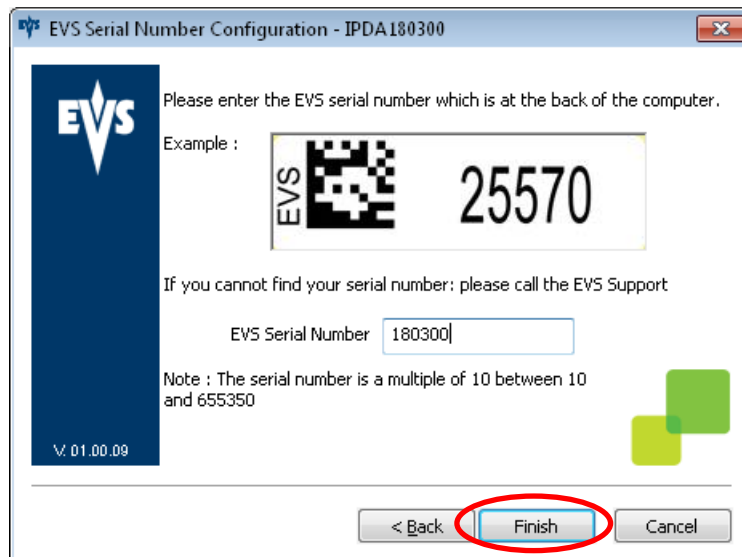 EVS Serial Number Configuration - IPDA180300
EVS
Please enter the EVS serial number which is at the back of the computer.
Example :
EVS
25570
If you cannot find your serial number: please call the EVS Support
EVS Serial Number
180300
Note : The serial number is a multiple of 10 between 10
and 655350
V. 01.00.09
< Back
Finish
Cancel